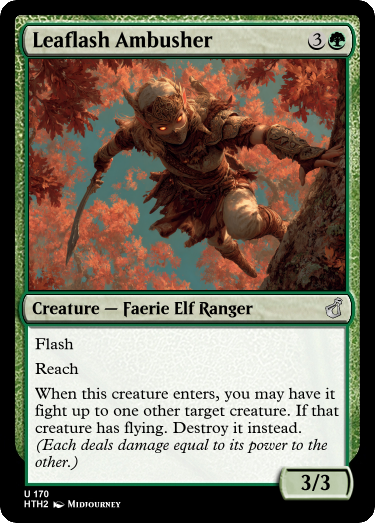 Leaflash Ambusher 3
Creature — Faerie Elf Ranger
Flash
Reach
When this creature enters, you may have it
fight up to one other target creature. If that
creature has flying. Destroy it instead.
(Each deals damage equal to its power to the
other.)
3/3
U 170
HTH2 Midjourney